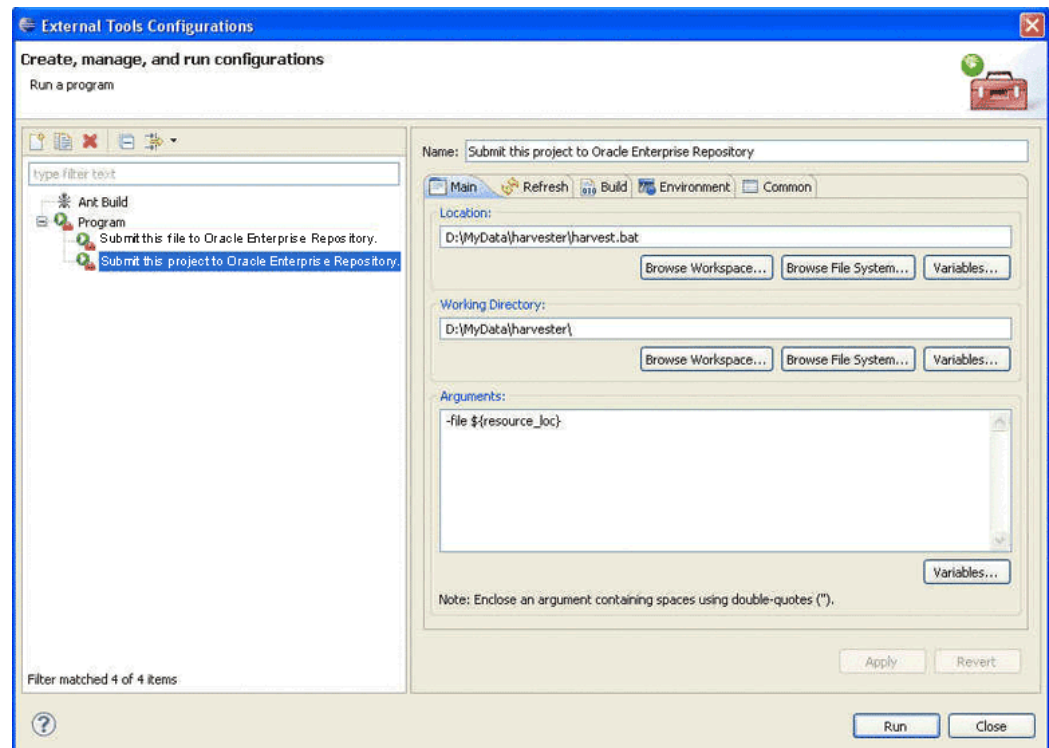 External Tools Configurations
Create, manage, and run configurations
Run a program
type filter text
Ant Build
Program
Submit this file to Oracle Enterprise Repository.
Submit this project to Oracle Enterprise Repository.
Filter matched 4 of 4 items
Name: Submit this project to Oracle Enterprise Repository
Main Refresh Build Environment Common
Location:
D:\MyData\harvester\harvest.bat
Browse Workspace... Browse File System... Variables...
Working Directory:
D:\MyData\harvester\
Browse Workspace... Browse File System... Variables...
Arguments:
-file ${resource_loc}
Variables...
Note: Enclose an argument containing spaces using double-quotes (").
Apply Revert
Run Close